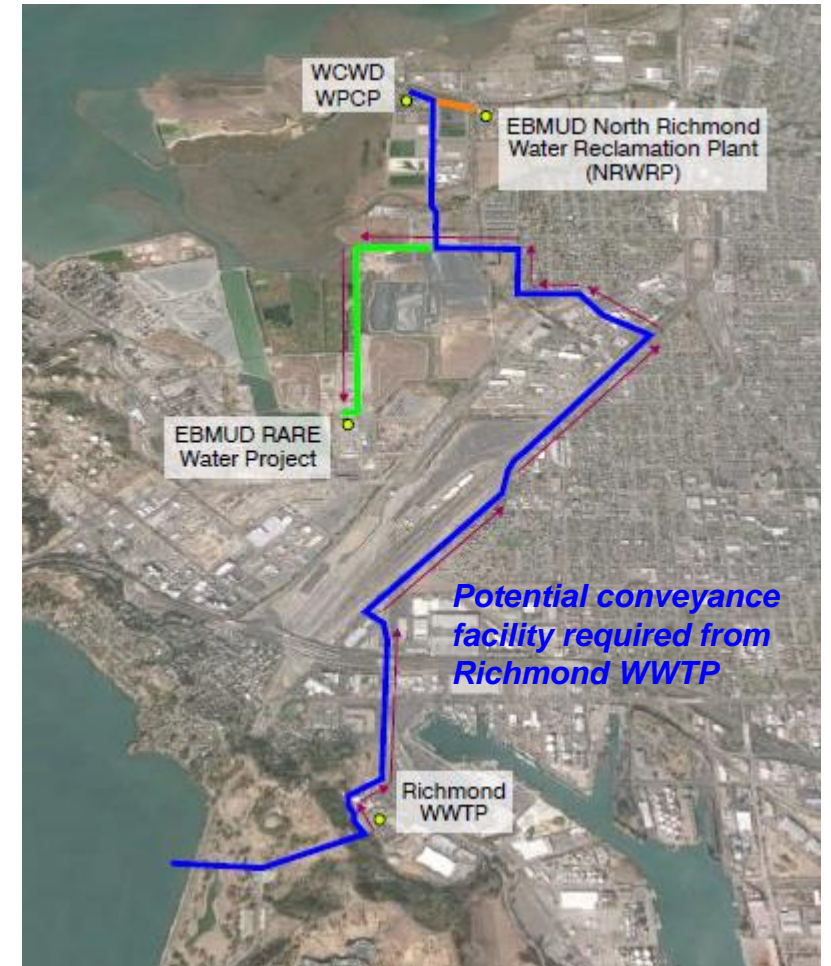 WCWD
WPCP
EBMUD North Richmond
Water Reclamation Plant
(NRWRP)
EBMUD RARE
Water Project
Potential conveyance
facility required from
Richmond WWTP
Richmond
WWTP